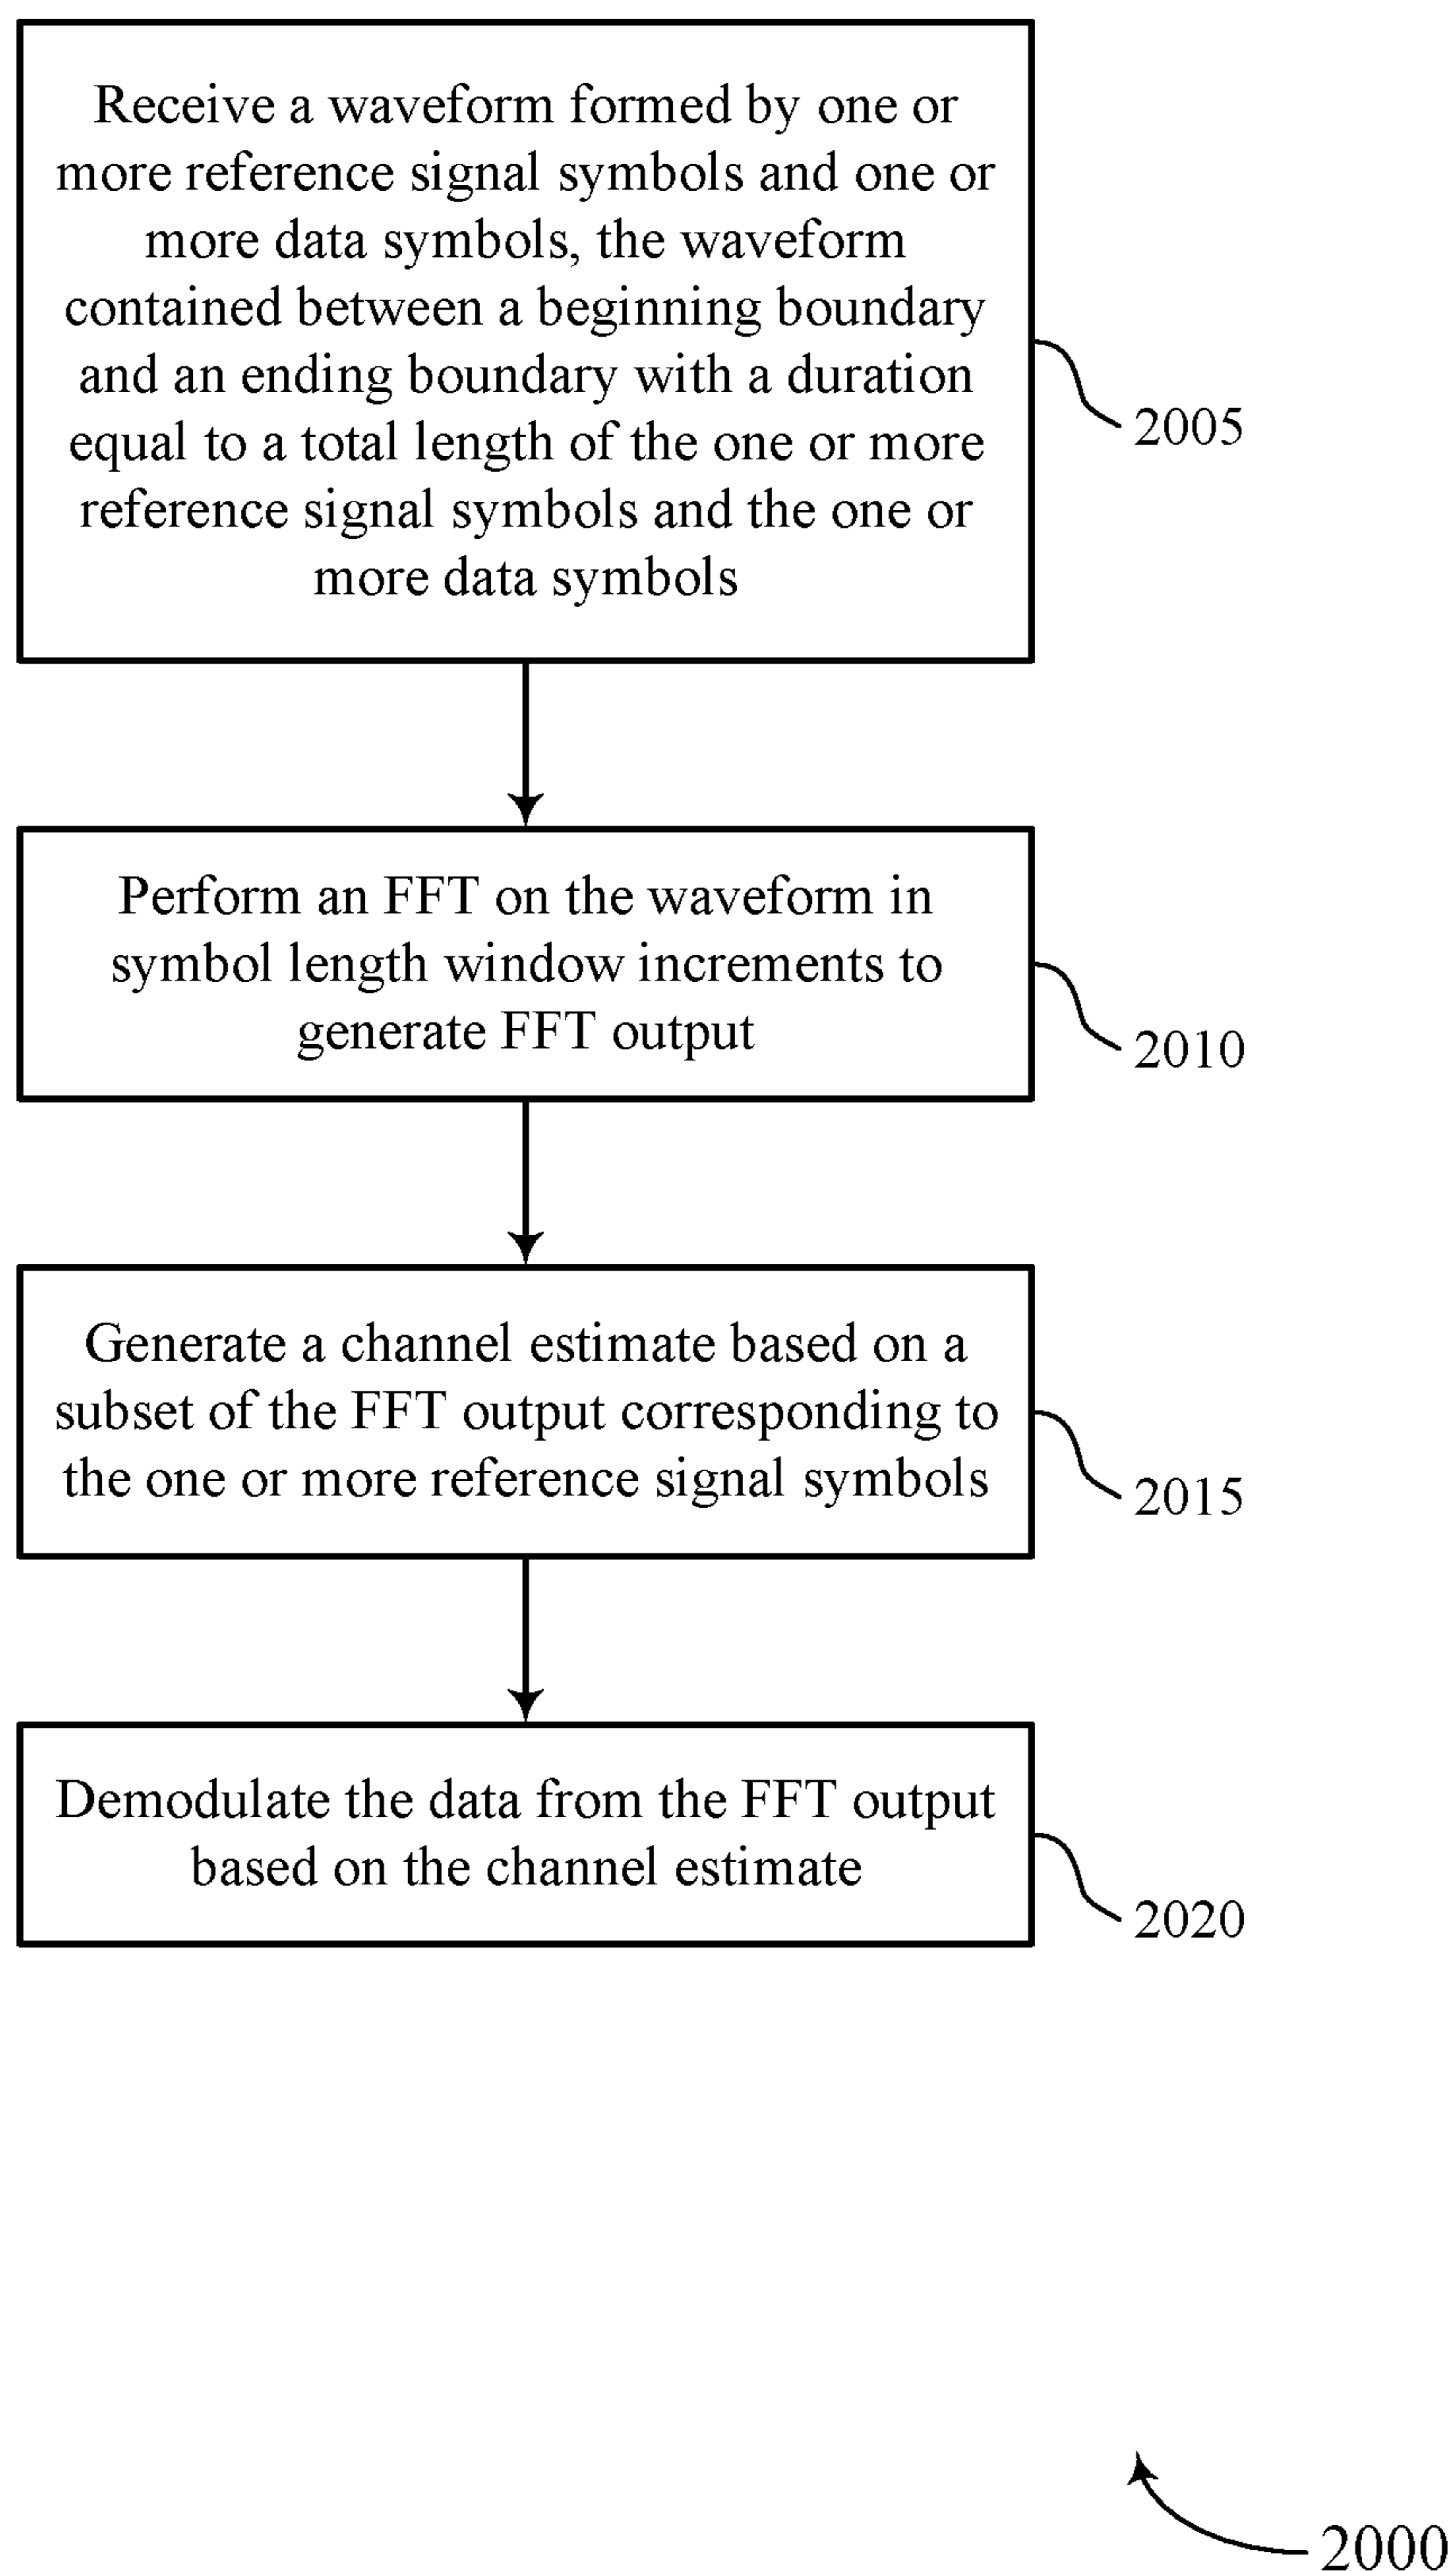 Receive a waveform formed by one or
more reference signal symbols and one or
more data symbols, the waveform
contained between a beginning boundary
and an ending boundary with a duration
equal to a total length of the one or more
reference signal symbols and the one or
more data symbols
2005
Perform an FFT on the waveform in
symbol length window increments to
generate FFT output
2010
Generate a channel estimate based on a
subset of the FFT output corresponding to
the one or more reference signal symbols
2015
Demodulate the data from the FFT output
based on the channel estimate
2020
2000